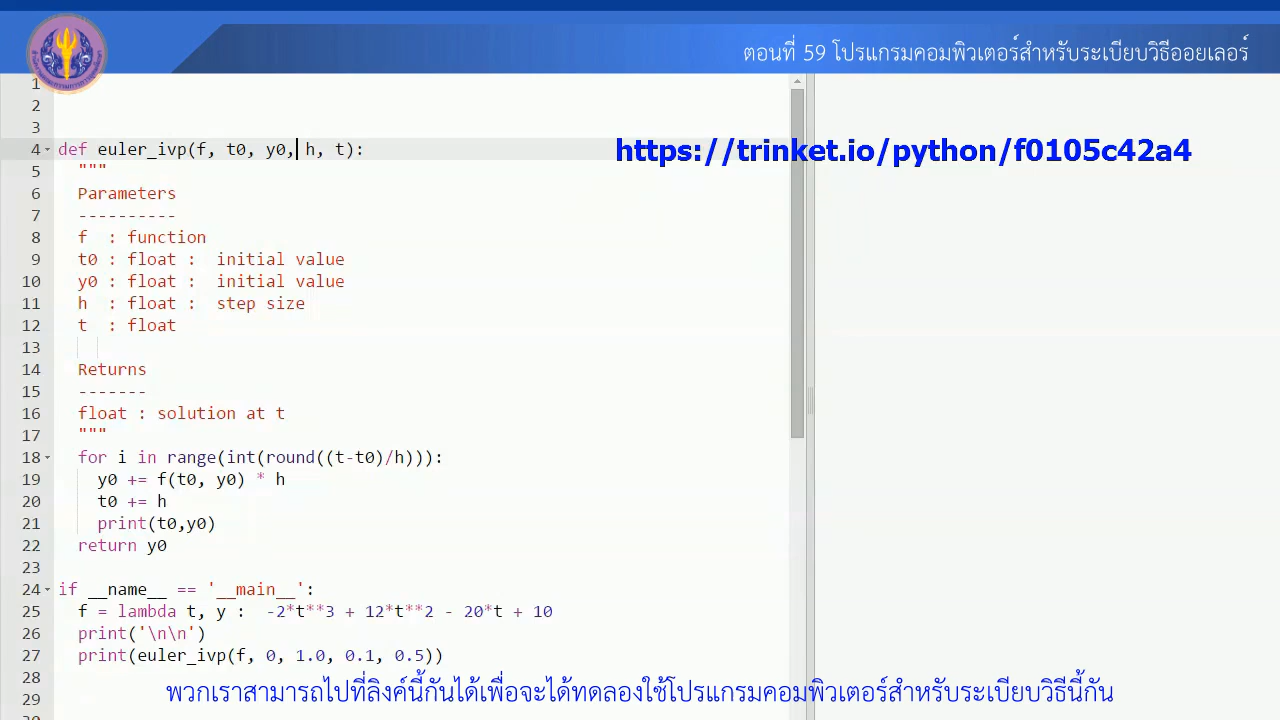 ตอนที่ 59 โปรแกรมคอมพิวเตอร์สำหรับระเบียบวิธีออยเลอร์
1
2
3
4 def euler_ivp(f, t0, y0, h, t):
https://trinket.io/python/f0105c42a4
5 """
6 Parameters
7 ----------
8 f : function
9 t0 : float : initial value
10 y0 : float : initial value
11 h : float : step size
12 t : float
13
14 Returns
15 -------
16 float : solution at t
17 """
18 for i in range(int(round((t-t0)/h))):
19 y0 += f(t0, y0) * h
20 t0 += h
21 print(t0,y0)
22 return y0
23
24 if __name__ == '__main__':
25 f = lambda t, y : -2*t**3 + 12*t**2 - 20*t + 10
26 print('\n\n')
27 print(euler_ivp(f, 0, 1.0, 0.1, 0.5))
28
29
พวกเราสามารถไปที่ลิงค์นี้กันได้เพื่อจะได้ทดลองใช้โปรแกรมคอมพิวเตอร์สำหรับระเบียบวิธีนี้กัน